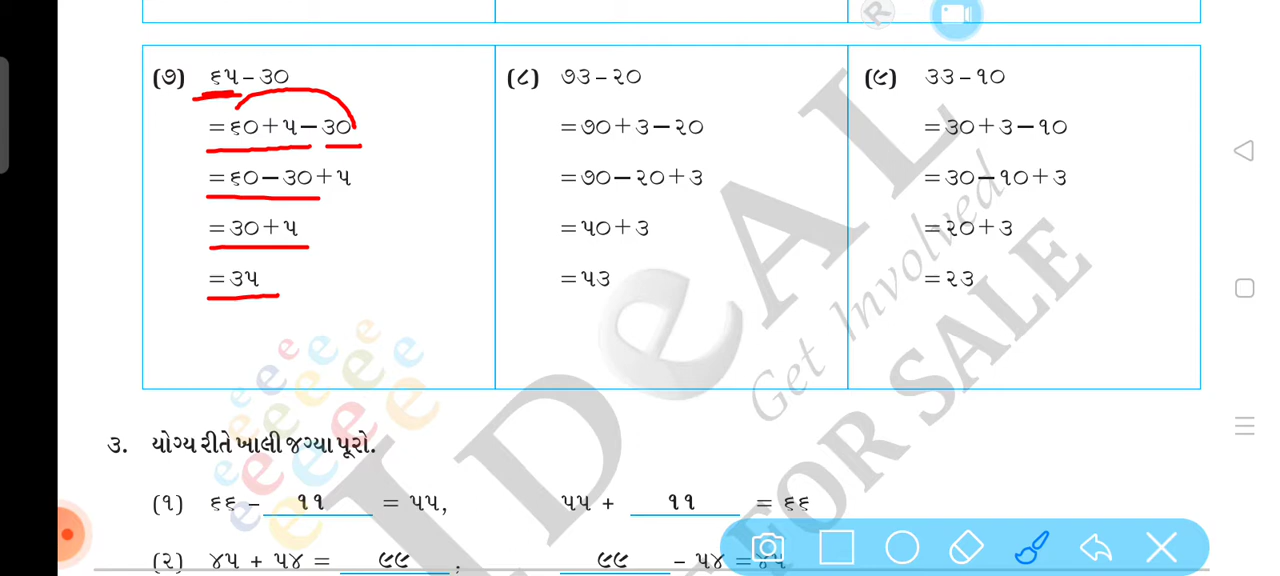 (૭) ૬૫ – ૩૦
= ૬૦ + ૫ – ૩૦
= ૬૦ – ૩૦ + ૫
= ૩૦ + ૫
= ૩૫
(૮) ૭૩ – ૨૦
= ૭૦ + ૩ – ૨૦
= ૭૦ – ૨૦ + ૩
= ૫૦ + ૩
= ૫૩
(૯) ૩૩ – ૧૦
= ૩૦ + ૩ – ૧૦
= ૩૦ – ૧૦ + ૩
= ૨૦ + ૩
= ૨૩
૩. યોગ્ય રીતે ખાલી જગ્યા પૂરો.
(૧) ૬૬ – ૧૧ = ૫૫, ૫૫ + ૧૧ = ૬૬
(૨) ૪૫ + ૫૪ = ૯૯ ; ૯૯ – ૫૪ = ૪૫
IDeAL
Get Involved
FOR SALE